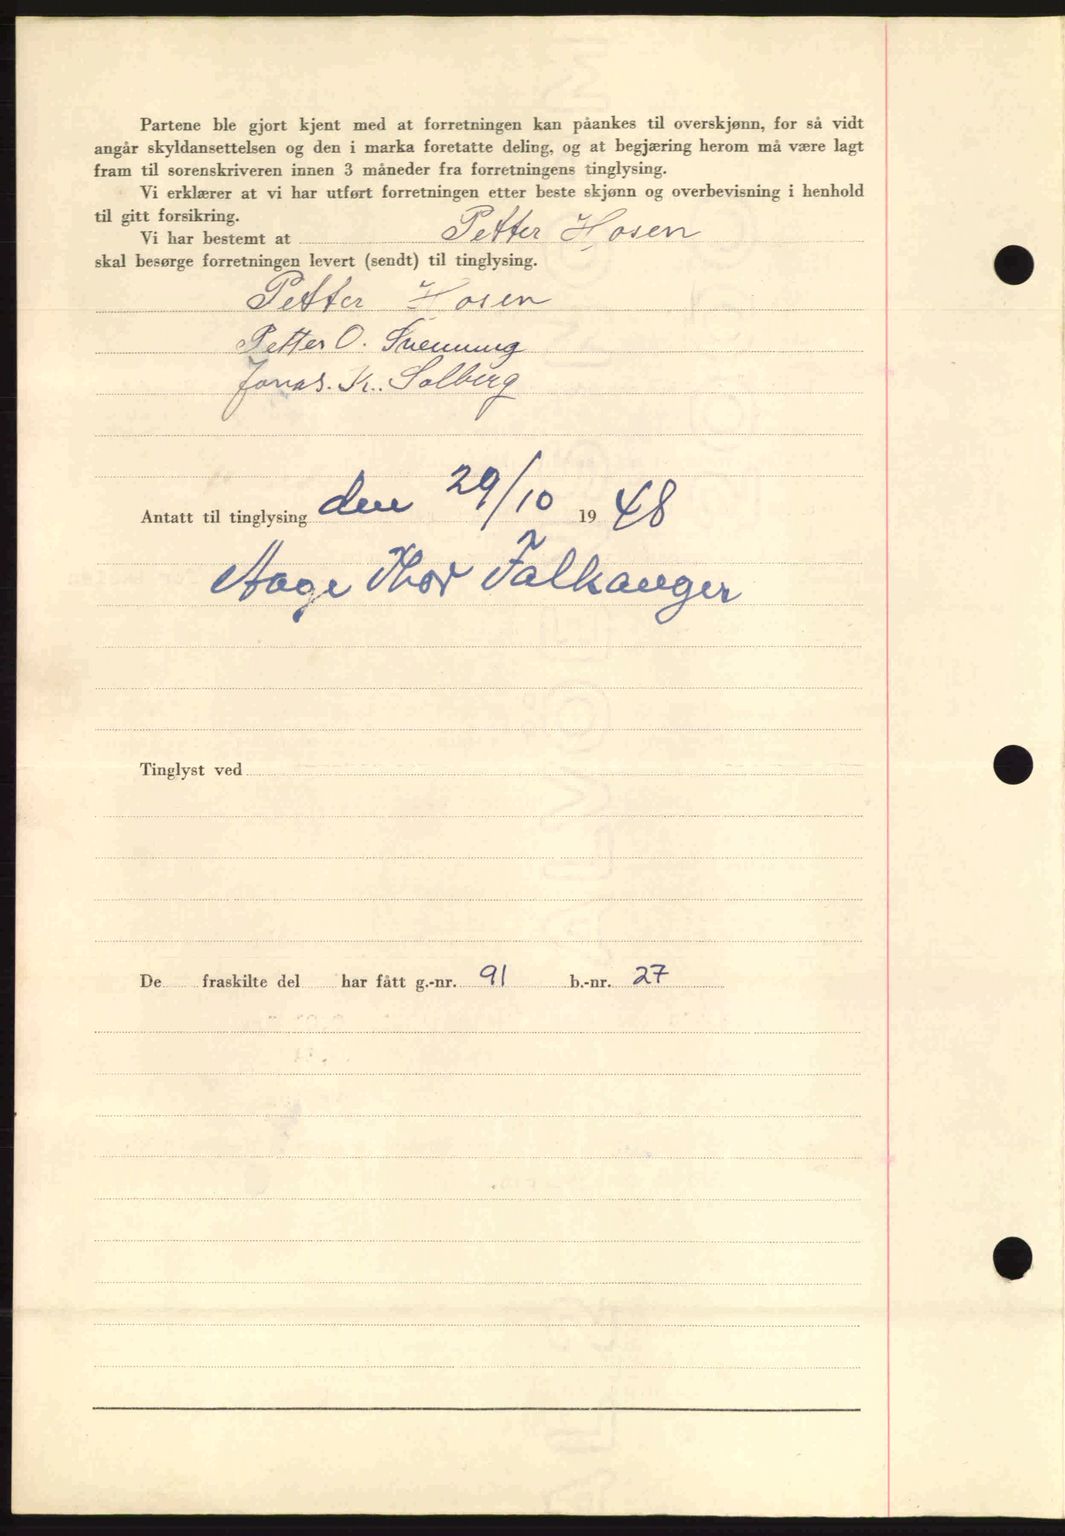 Partene ble gjort kjent med at forretningen kan påankes til overskjønn, for så vidt
angår skyldansettelsen og den i marka foretatte deling, og at begjæring herom må være lagt
fram til sorenskriveren innen 3 måneder fra forretningens tinglysing.
Vi erklærer at vi har utført forretningen etter beste skjønn og overbevisning i henhold
til gitt forsikring.
Vi har bestemt at Petter Hosen
skal besørge forretningen levert (sendt) til tinglysing.
Petter Hosen
Petter O. Svenning
Jonas. Kr. Solberg
Antatt til tinglysing den 29/10 1948
Aage Thor Falkanger
Tinglyst ved
De fraskilte del har fått g.-nr. 91 b.-nr. 27